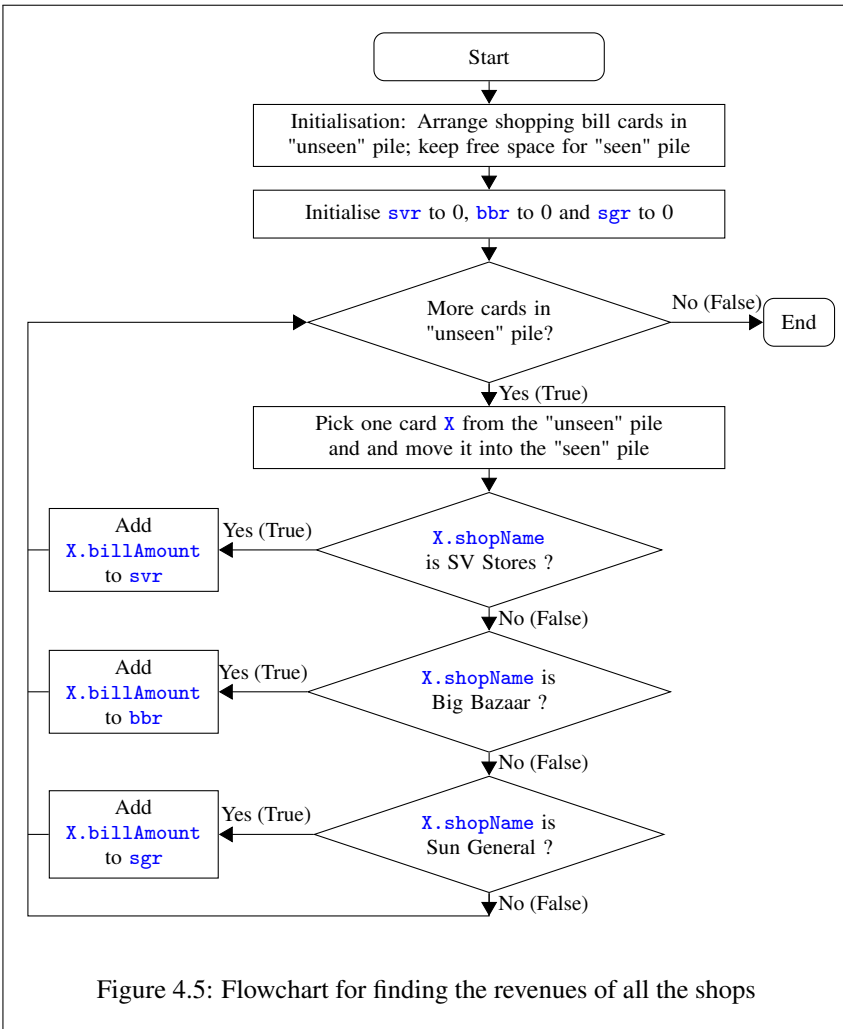 Start
Initialisation: Arrange shopping bill cards in
"unseen" pile; keep free space for "seen" pile
Initialise svr to 0, bbr to 0 and sgr to 0
More cards in
"unseen" pile?
No (False)
End
Yes (True)
Pick one card X from the "unseen" pile
and and move it into the "seen" pile
X.shopName
is SV Stores ?
Yes (True)
Add
X.billAmount
to svr
No (False)
X.shopName is
Big Bazaar ?
Yes (True)
Add
X.billAmount
to bbr
No (False)
X.shopName is
Sun General ?
Yes (True)
Add
X.billAmount
to sgr
No (False)
Figure 4.5: Flowchart for finding the revenues of all the shops